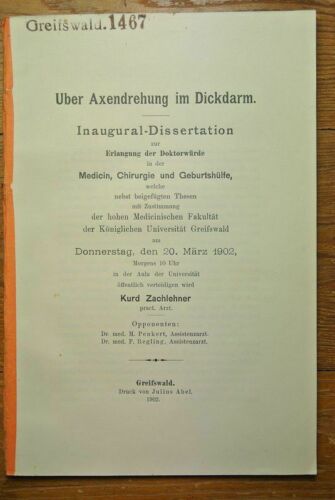 Greifswald.1467
Uber Axendrehung im Dickdarm.
Inaugural-Dissertation
zur
Erlangung der Doktorwürde
in der
Medicin, Chirurgie und Geburtshülfe,
welche
nebst beigefügten Thesen
mit Zustimmung
der hohen Medicinischen Fakultät
der Königlichen Universität Greifswald
am
Donnerstag, den 20. März 1902,
Morgens 10 Uhr
in der Aula der Universität
öffentlich verteidigen wird
Kurd Zachlehner
pract. Arzt.
Opponenten:
Dr. med. M. Penkert, Assistenzarzt.
Dr. med. F. Regling, Assistenzarzt.
Greifswald.
Druck von Julius Abel.
1902.